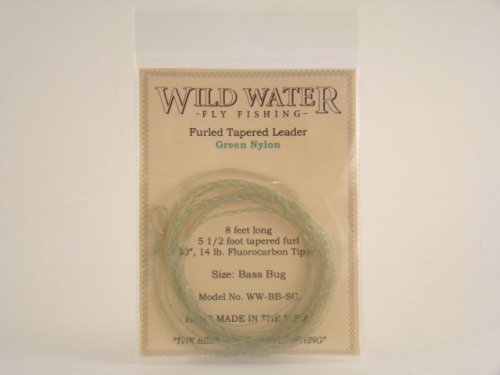 WILD WATER
-FLY FISHING-
Furled Tapered Leader
Green Nylon
8 feet long
5 1/2 foot tapered furl
14 lb. Fluorocarbon
Size: Bass Bug
Model No. WW-BB-SG
MADE IN THE
"THE